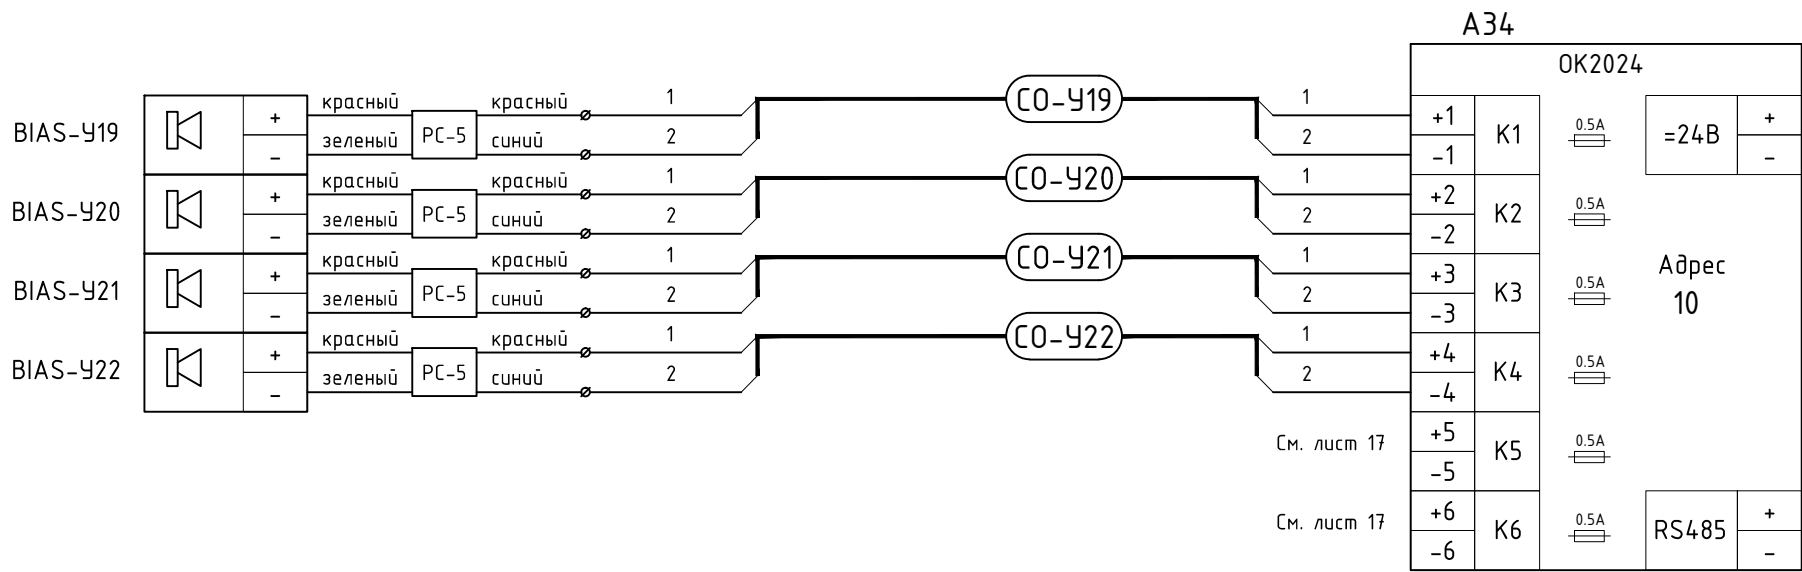 А34
ОК2024
BIAS-У19
+
-
красный
зеленый
РС-5
красный
синий
1
2
СО-У19
1
2
+1
-1
К1
0.5А
=24В
+
-
BIAS-У20
+
-
красный
зеленый
РС-5
красный
синий
1
2
СО-У20
1
2
+2
-2
К2
0.5А
BIAS-У21
+
-
красный
зеленый
РС-5
красный
синий
1
2
СО-У21
1
2
+3
-3
К3
0.5А
Адрес
10
BIAS-У22
+
-
красный
зеленый
РС-5
красный
синий
1
2
СО-У22
1
2
+4
-4
К4
0.5А
См. лист 17
+5
-5
К5
0.5А
См. лист 17
+6
-6
К6
0.5А
RS485
+
-